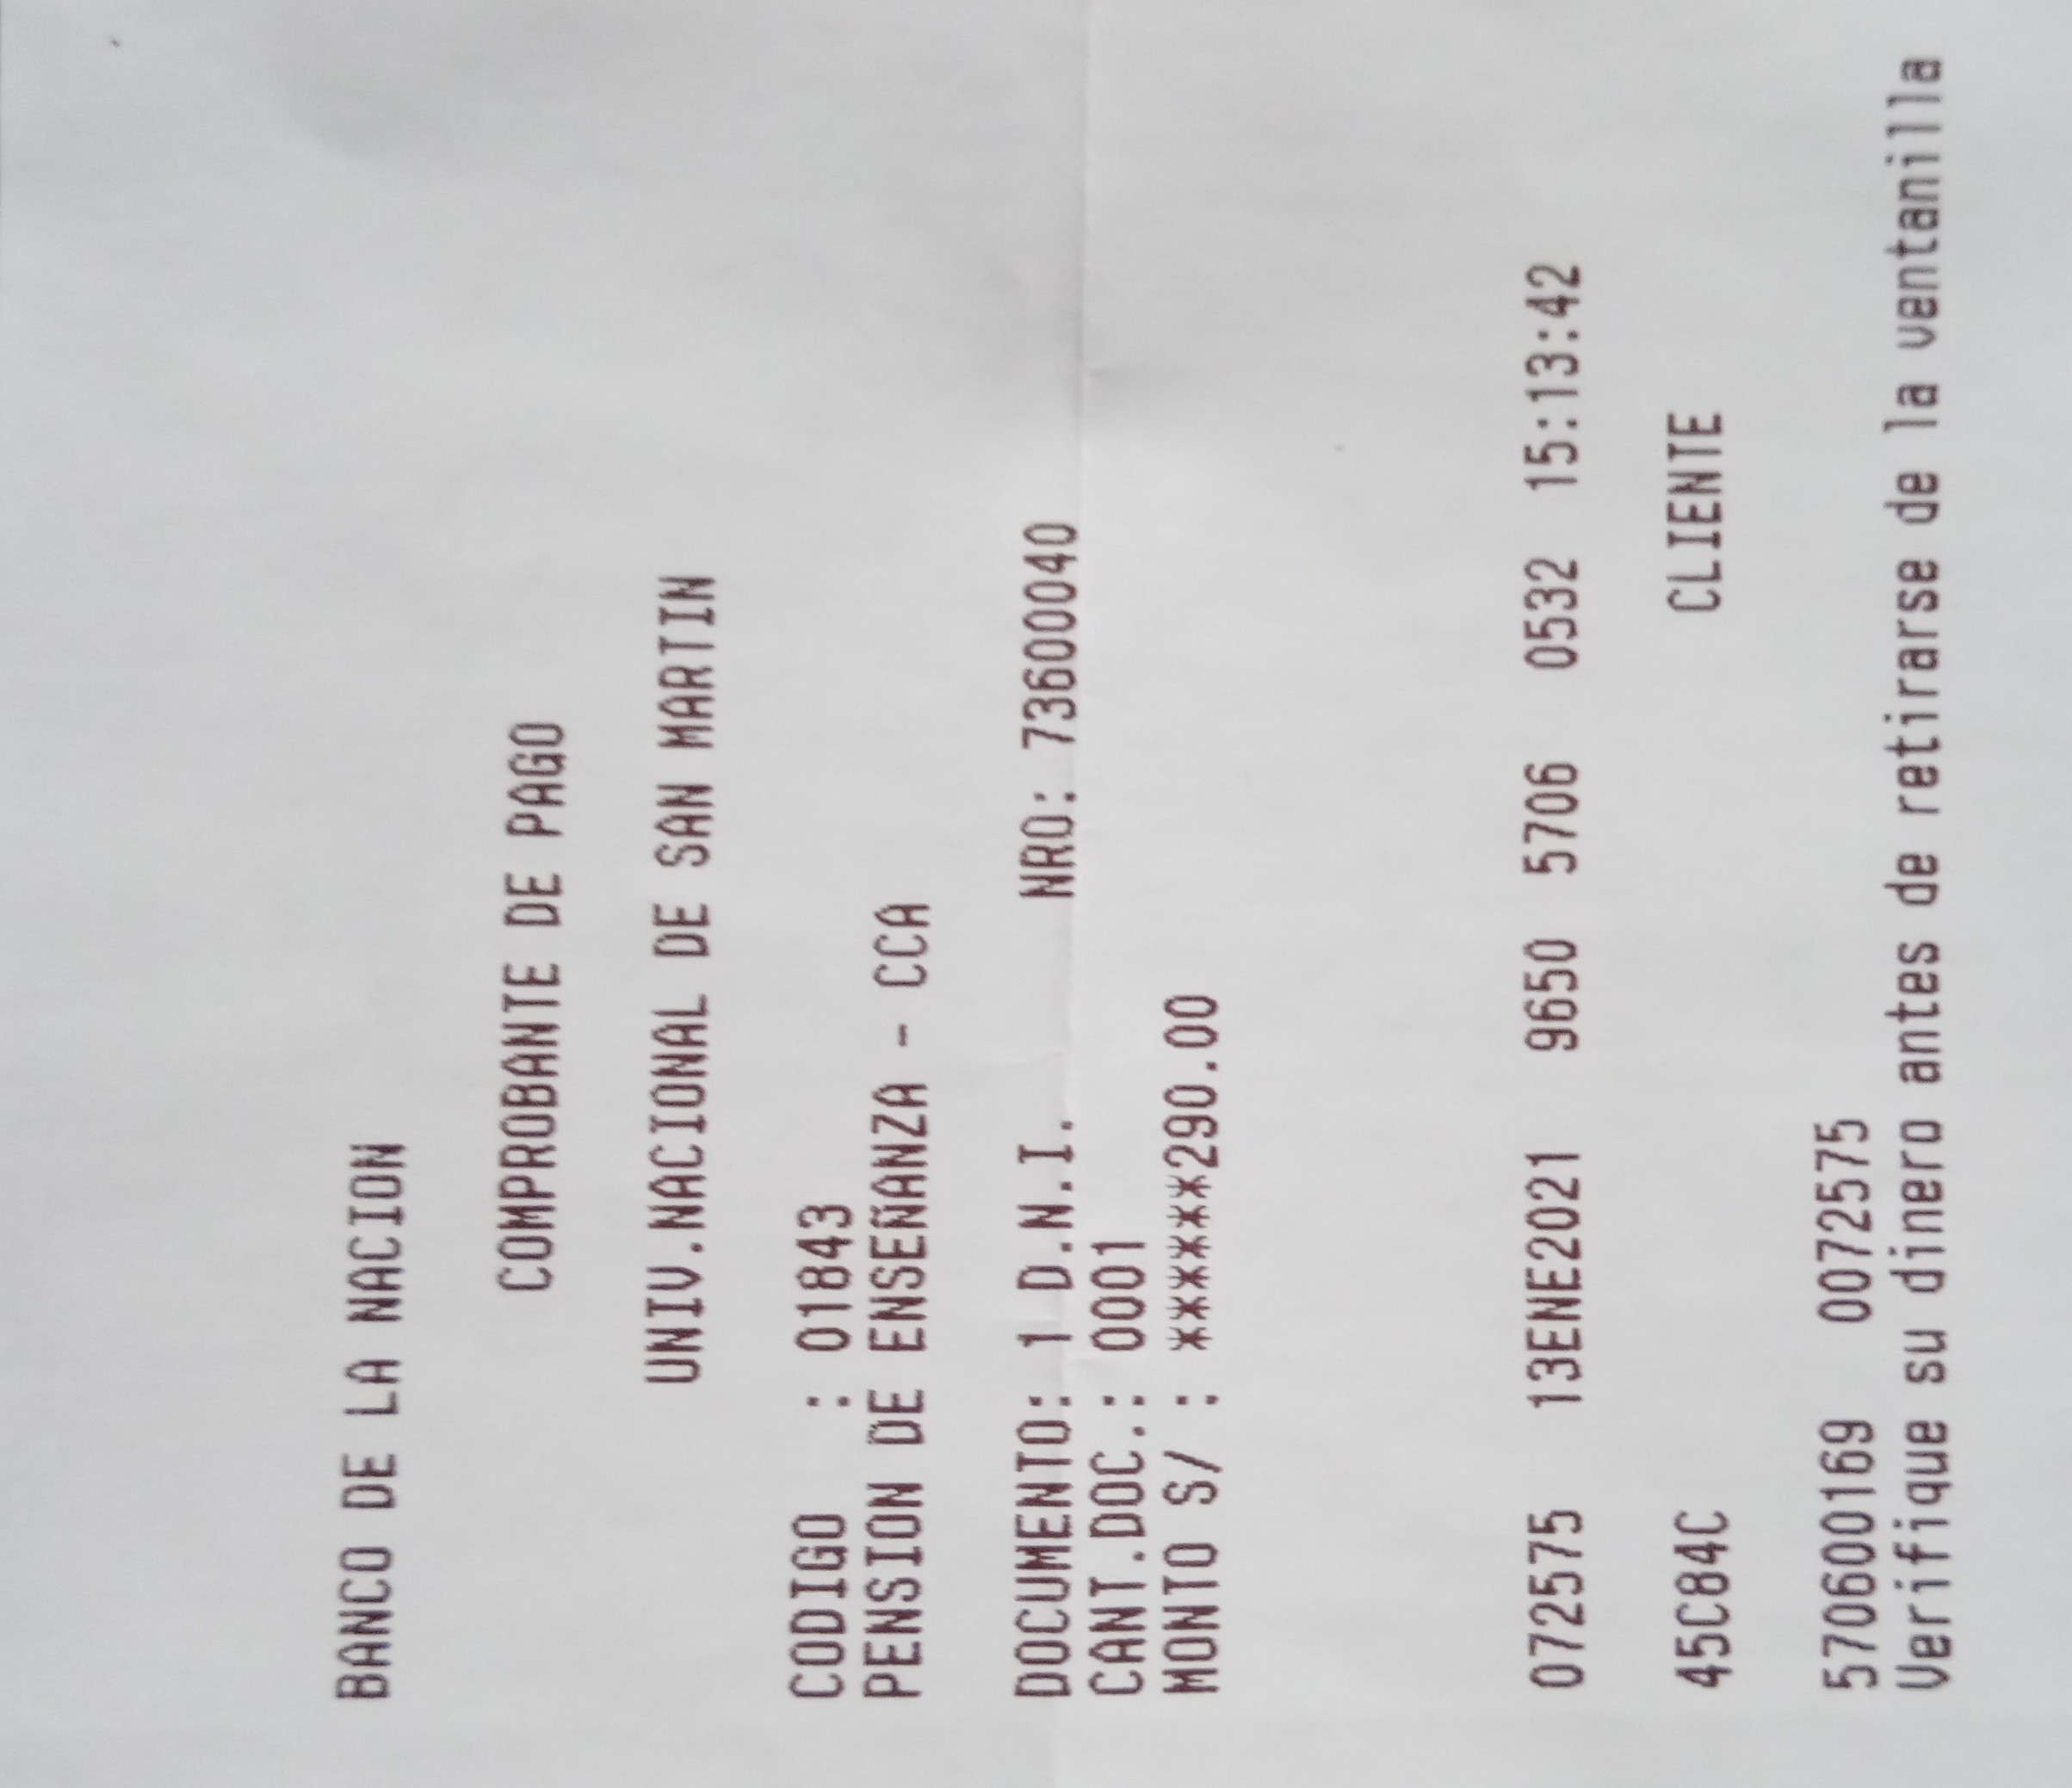 BANCO DE LA NACION
COMPROBANTE DE PAGO
UNIV.NACIONAL DE SAN MARTIN
CODIGO : 01843
PENSION DE ENSEÑANZA - CCA
DOCUMENTO: 1 D.N.I. NRO: 73600040
CANT.DOC.: 0001
MONTO S/ : *******290.00
072575 13ENE2021 9650 5706 0532 15:13:42
45C84C CLIENTE
570600169 0072575
Verifique su dinero antes de retirarse de la ventanilla